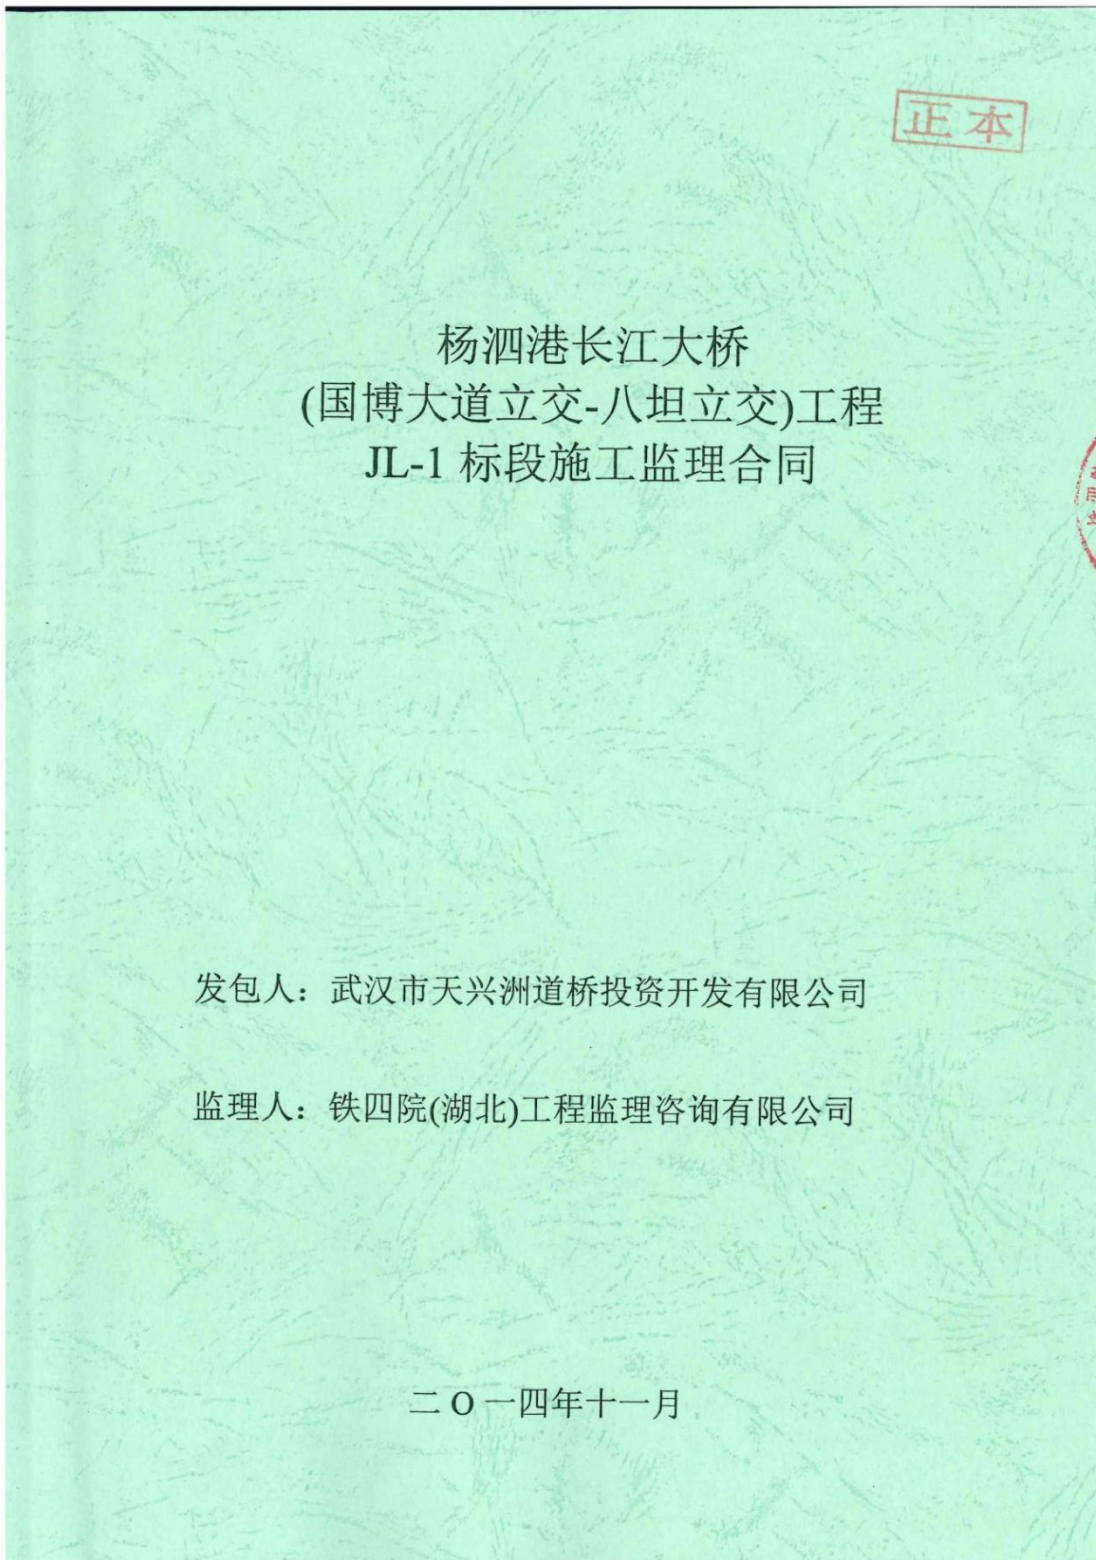 正本
杨泗港长江大桥
(国博大道立交-八坦立交)工程
JL-1 标段施工监理合同
发包人：武汉市天兴洲道桥投资开发有限公司
监理人：铁四院(湖北)工程监理咨询有限公司
二 O 一四年十一月